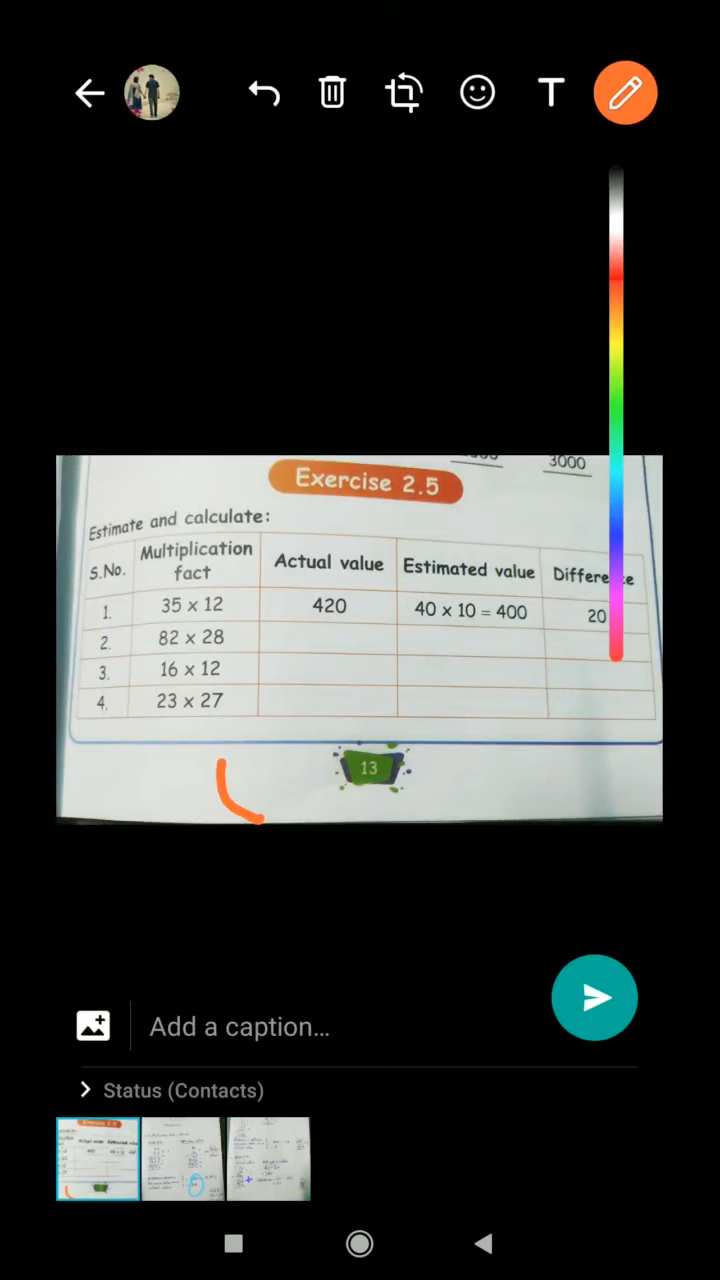 T
3000
Exercise 2.5
Estimate and calculate:
S.No. Multiplication fact Actual value Estimated value
1. 35 x 12 420 40 x 10 = 400 20
2. 82 x 28
3. 16 x 12
4. 23 x 27
13
Add a caption...
Status (Contacts)